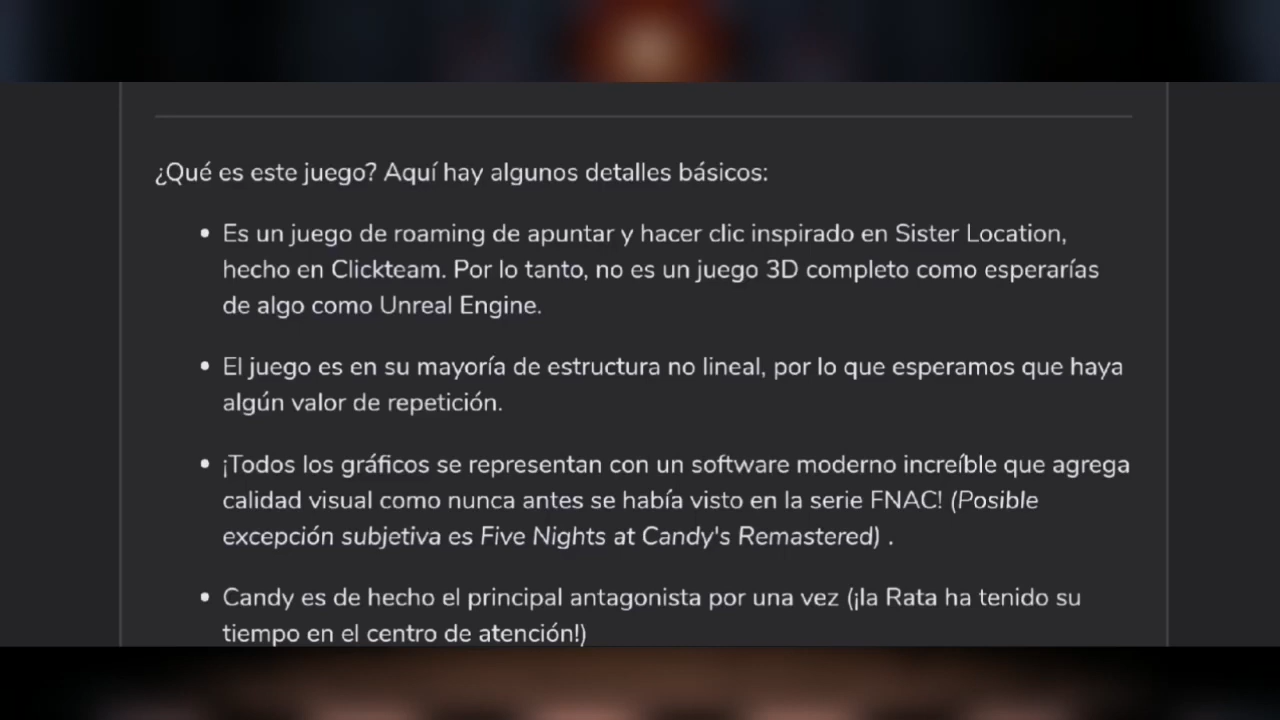 ¿Qué es este juego? Aquí hay algunos detalles básicos:
• Es un juego de roaming de apuntar y hacer clic inspirado en Sister Location,
hecho en Clickteam. Por lo tanto, no es un juego 3D completo como esperarías
de algo como Unreal Engine.
• El juego es en su mayoría de estructura no lineal, por lo que esperamos que haya
algún valor de repetición.
• ¡Todos los gráficos se representan con un software moderno increíble que agrega
calidad visual como nunca antes se había visto en la serie FNAC! (Posible
excepción subjetiva es Five Nights at Candy's Remastered) .
• Candy es de hecho el principal antagonista por una vez (¡la Rata ha tenido su
tiempo en el centro de atención!)